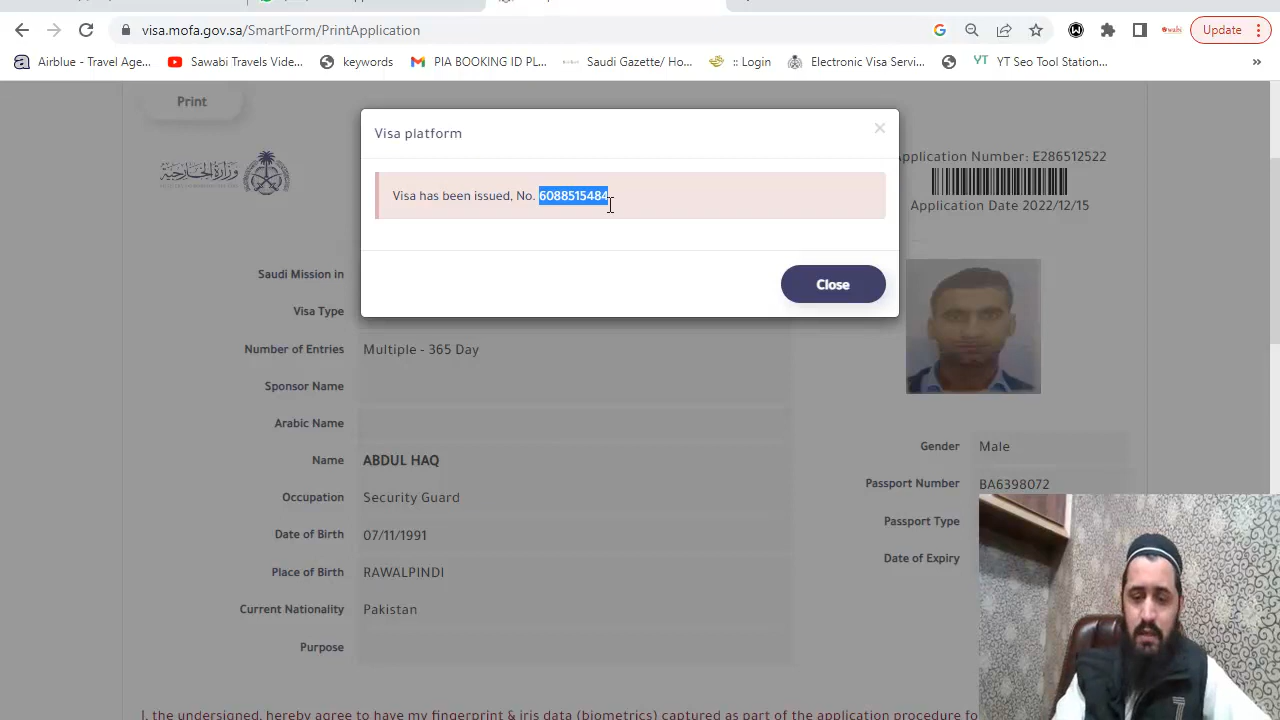 visa.mofa.gov.sa/SmartForm/PrintApplication
Update
Airblue - Travel Age...
Sawabi Travels VIS...
keywords
PIA BOOKING ID PL...
Saudi Gazette/ Ho...
:: Login
Electronic Visa Servi...
YT
YT Seo Tool Station...
»
Print
Visa platform
×
وزارة الخارجية
Application Number: E286512522
Visa has been issued, No. 6088515484
Application Date 2022/12/15
Saudi Mission in
Close
Visa Type
Number of Entries
Multiple - 365 Day
Sponsor Name
Arabic Name
Name
ABDUL HAQ
Gender
Male
Occupation
Security Guard
Passport Number
BA6398072
Date of Birth
07/11/1991
Passport Type
Place of Birth
RAWALPINDI
Date of Expiry
Current Nationality
Pakistan
Purpose
I, the undersigned, hereby agree to have my fingerprint & iris data (biometrics) captured as part of the application procedure fo